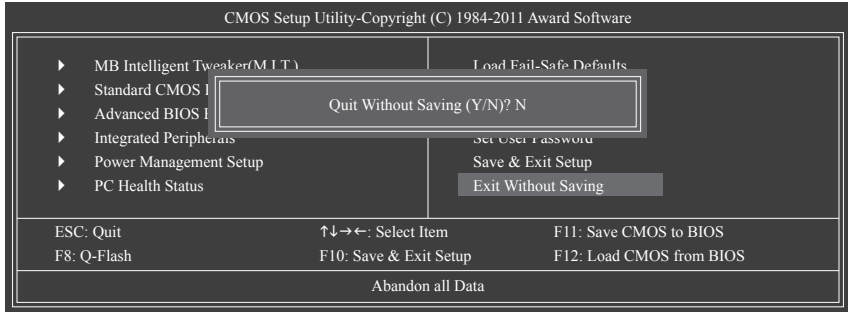 CMOS Setup Utility-Copyright (C) 1984-2011 Award Software
MB Intelligent Tweaker(M.I.T.)
Standard CMOS
Advanced BIOS
Integrated Peripherals
Power Management Setup
PC Health Status
Load Fail-Safe Defaults
Set User Password
Save & Exit Setup
Exit Without Saving
Quit Without Saving (Y/N)? N
ESC: Quit ↑↓→←: Select Item F11: Save CMOS to BIOS
F8: Q-Flash F10: Save & Exit Setup F12: Load CMOS from BIOS
Abandon all Data